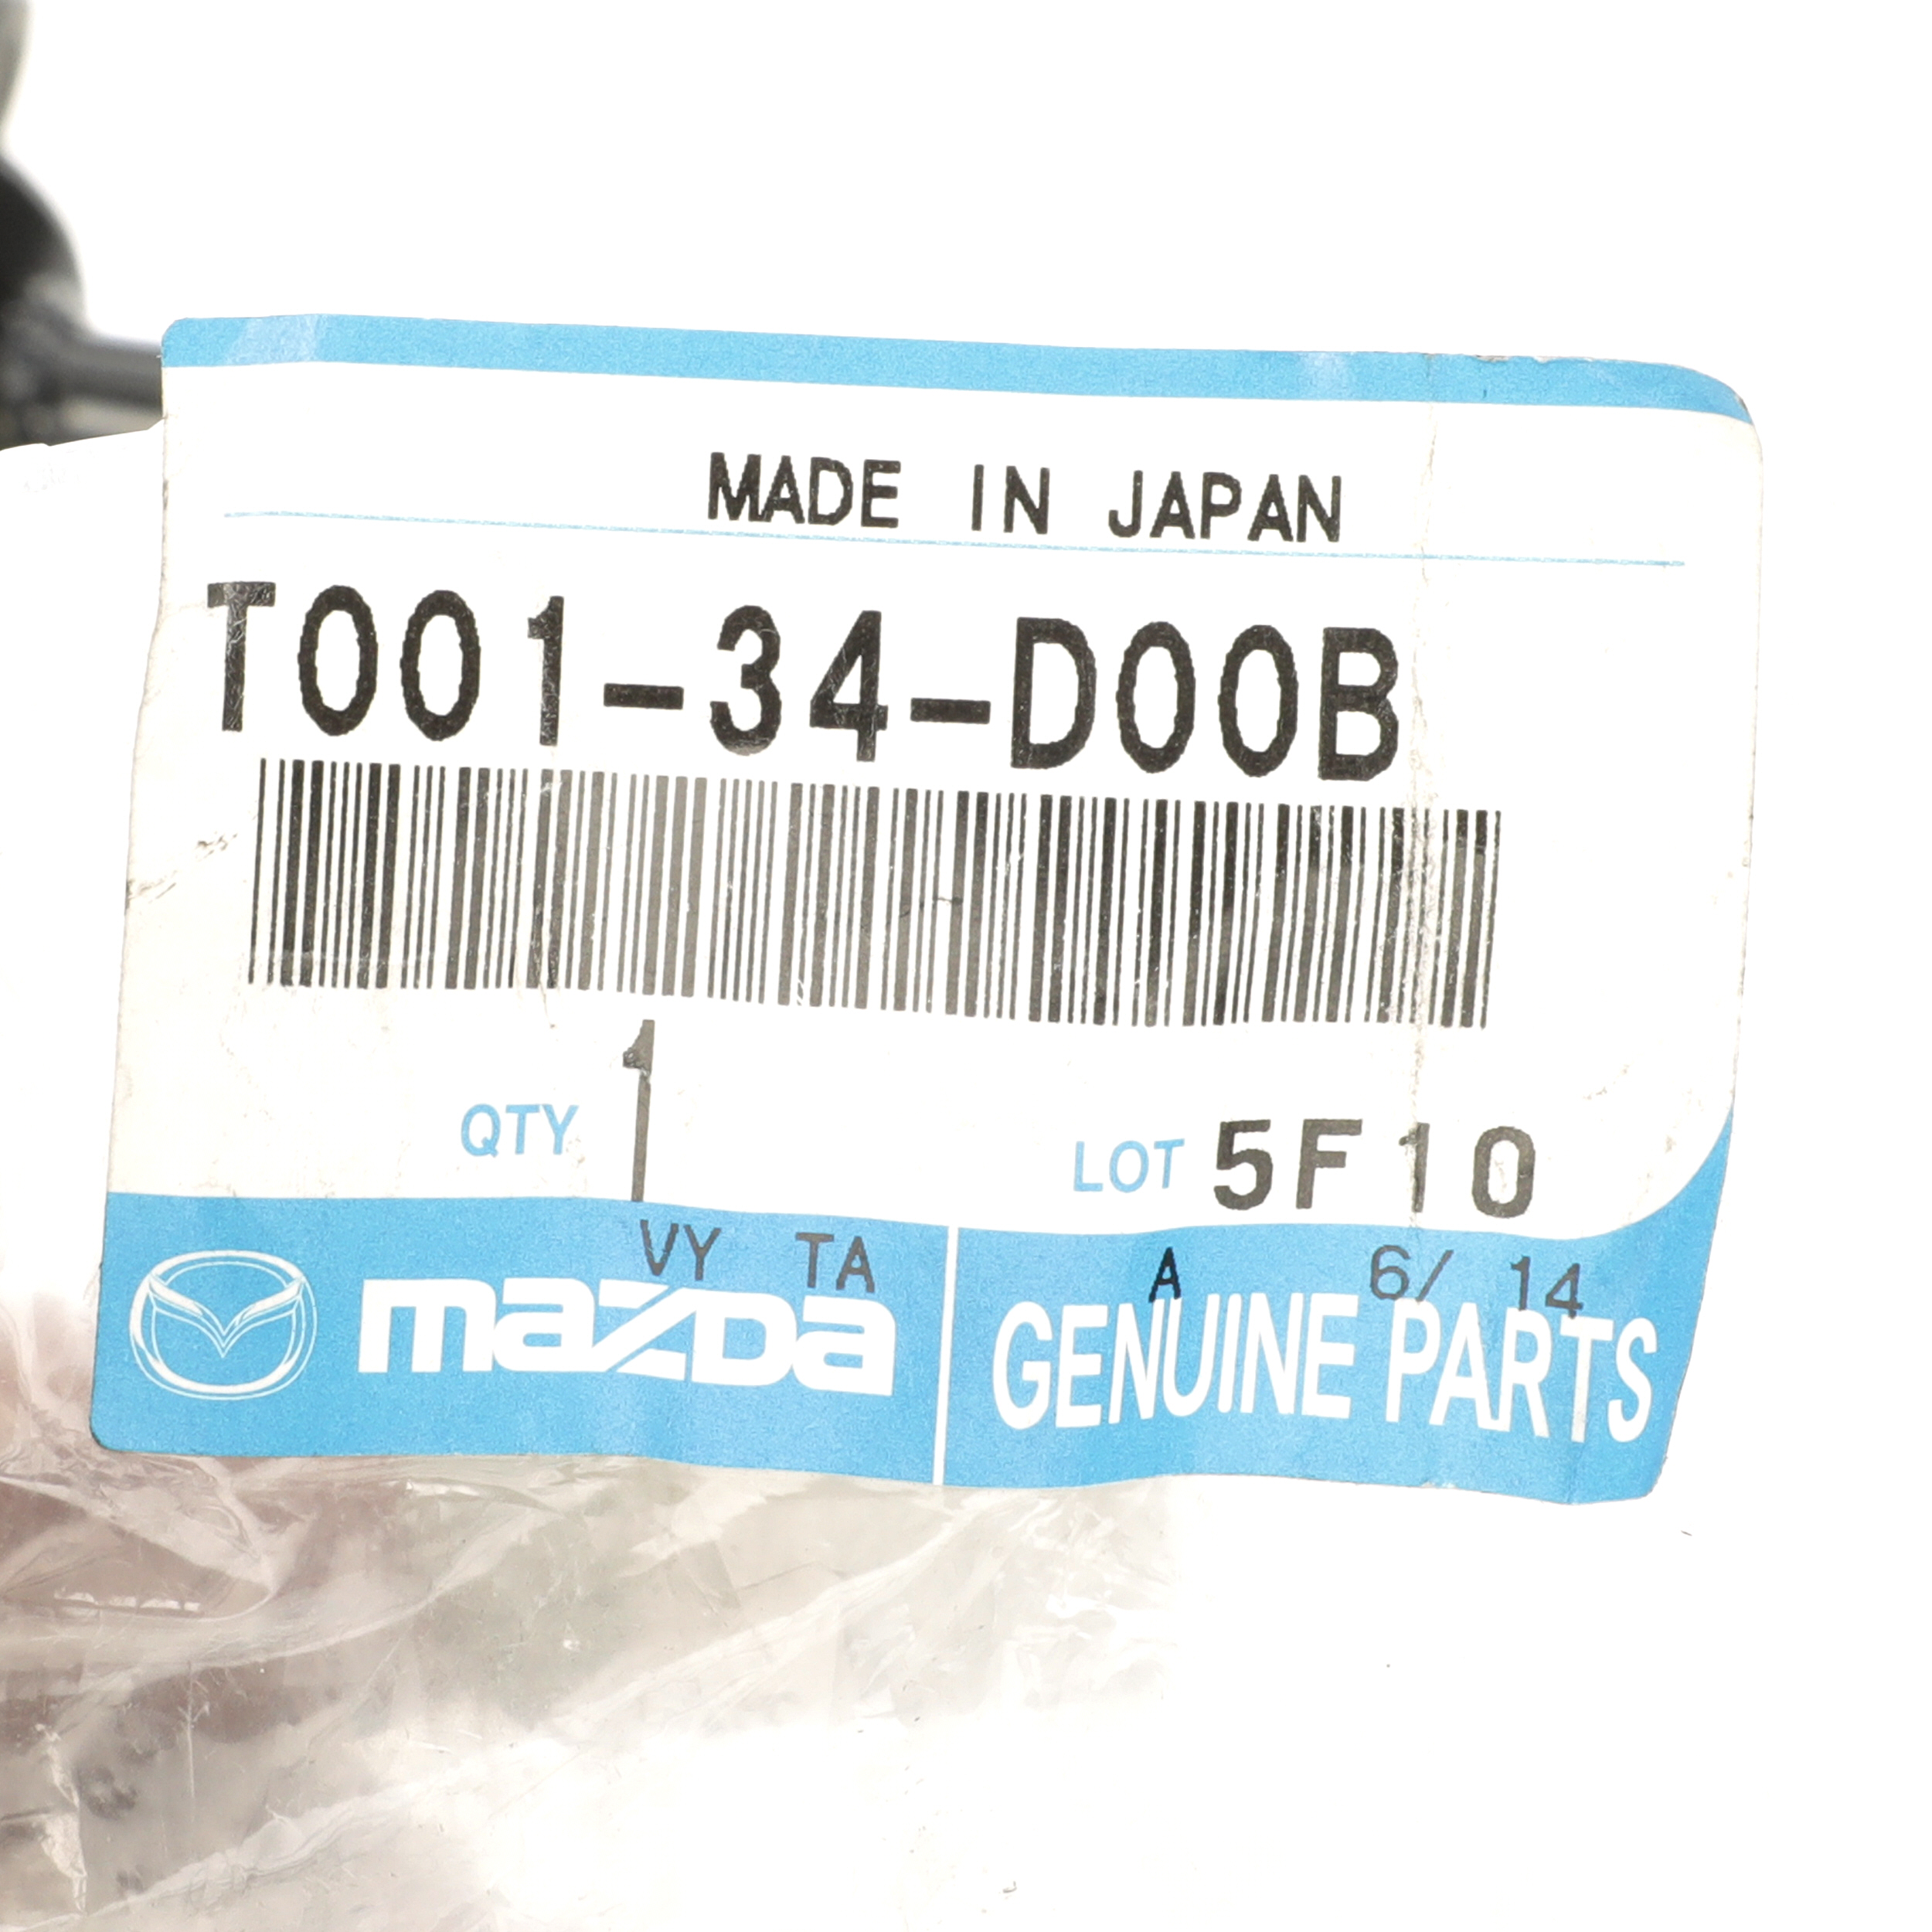 MADE IN JAPAN
T001-34-D00B
QTY 1
LOT 5F10
VY TA A 6/ 14
mazda GENUINE PARTS